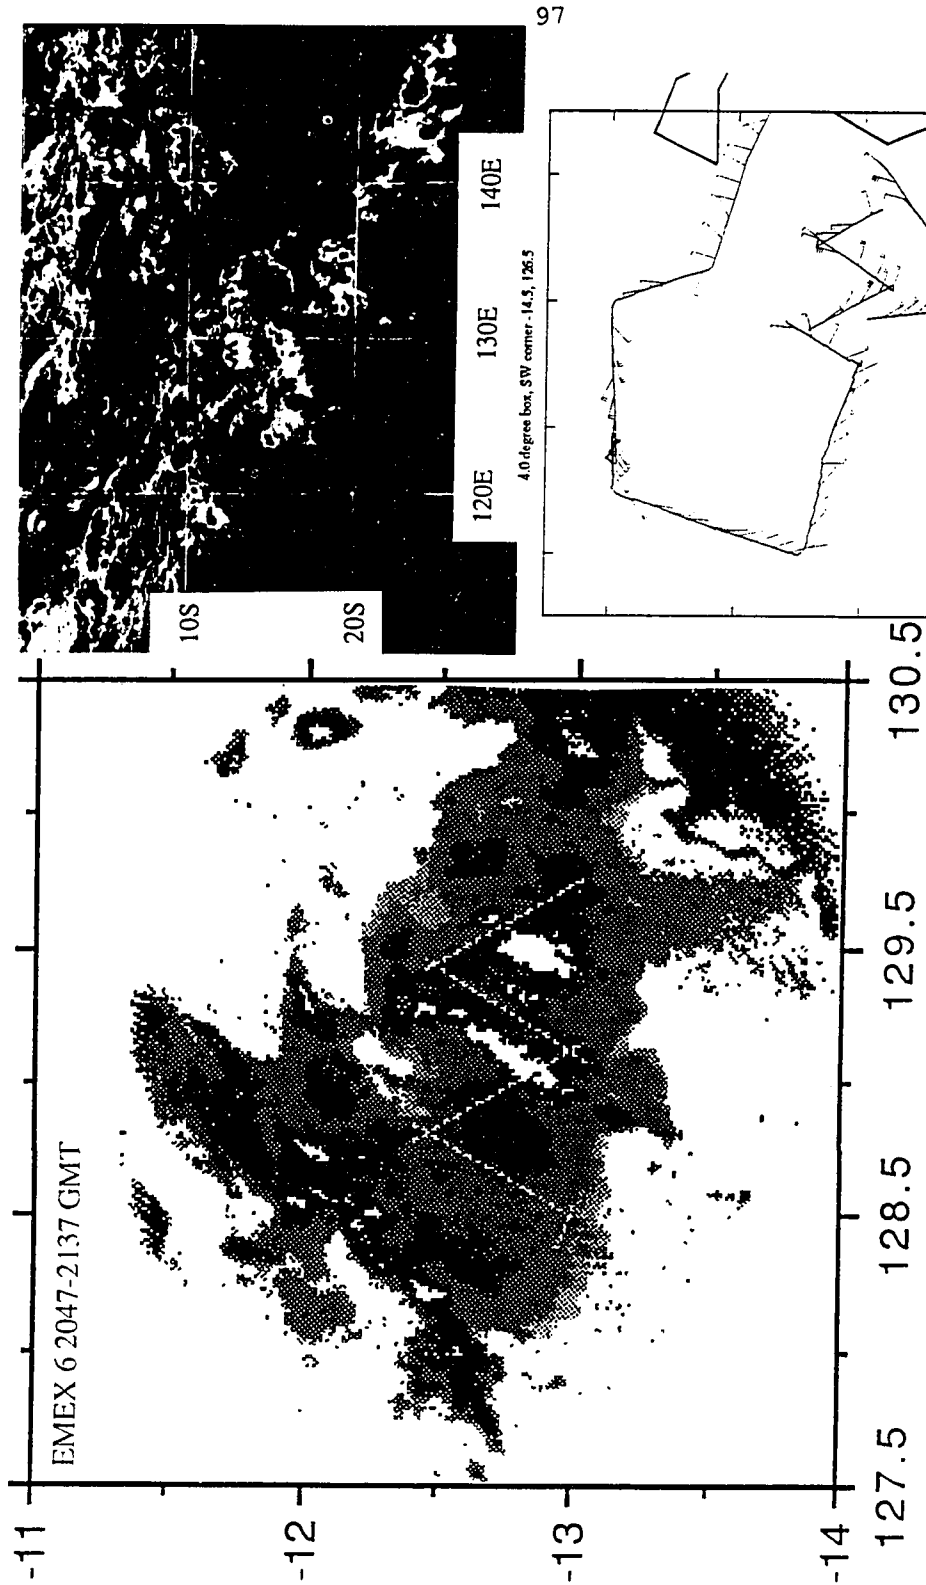 97
10S
20S
120E
130E
140E
4.0 degree box, SW corner -14.5, 126.5
EMEX 6 2047-2137 GMT
-11
-12
-13
-14
127.5
128.5
129.5
130.5